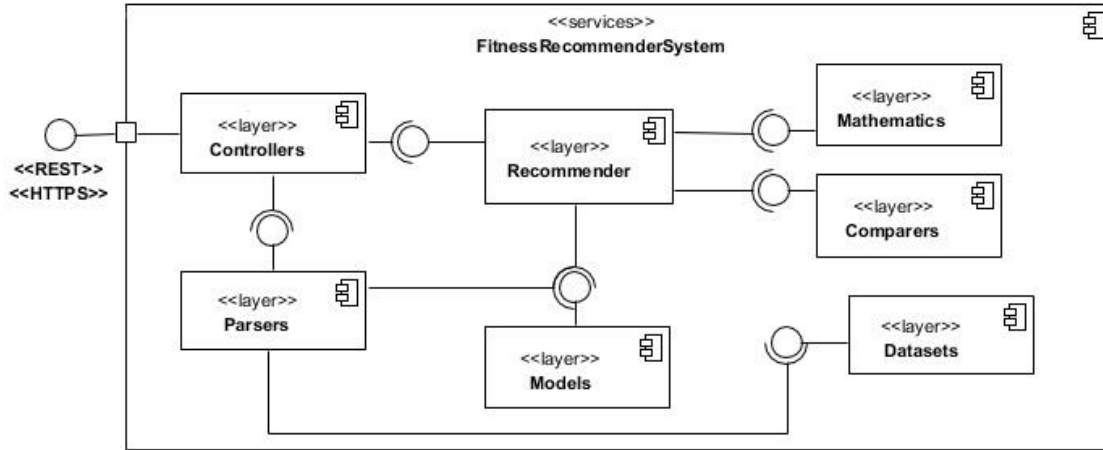 <<services>>
FitnessRecommenderSystem
<<layer>>
Controllers
<<layer>>
Recommender
<<layer>>
Mathematics
<<REST>>
<<HTTPS>>
<<layer>>
Comparers
<<layer>>
Parsers
<<layer>>
Models
<<layer>>
Datasets